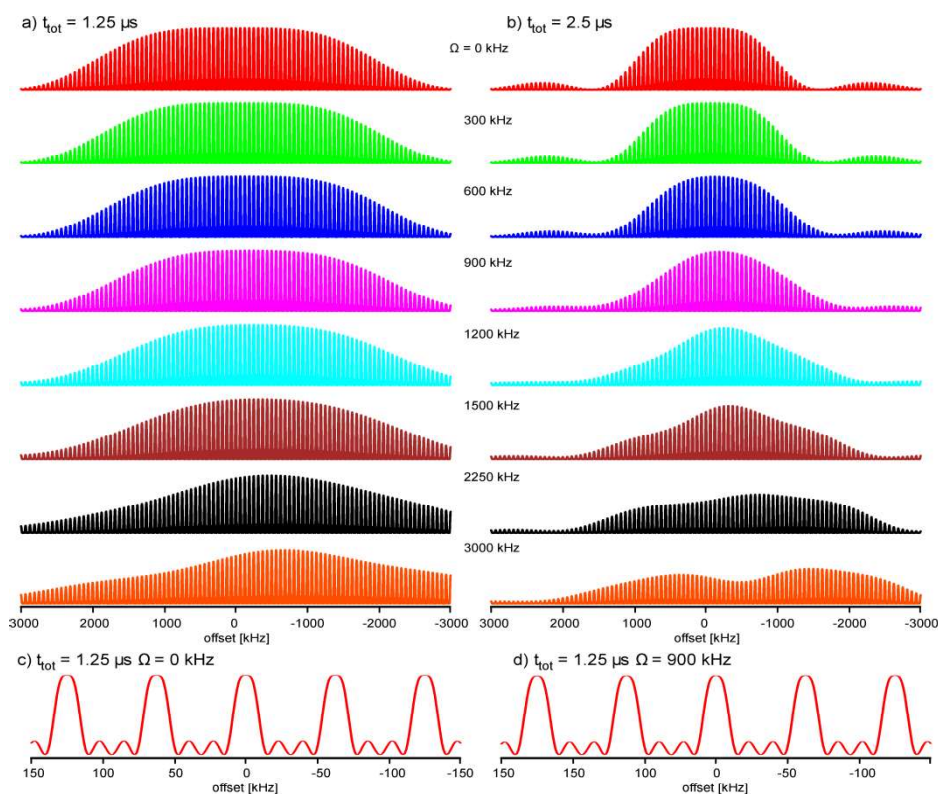 a) t_tot = 1.25 µs
b) t_tot = 2.5 µs
Ω = 0 kHz
300 kHz
600 kHz
900 kHz
1200 kHz
1500 kHz
2250 kHz
3000 kHz
3000 2000 1000 0 -1000 -2000 -3000
3000 2000 1000 0 -1000 -2000 -3000
offset [kHz]
offset [kHz]
c) t_tot = 1.25 µs Ω = 0 kHz
d) t_tot = 1.25 µs Ω = 900 kHz
150 100 50 0 -50 -100 -150
150 100 50 0 -50 -100
offset [kHz]
offset [kHz]